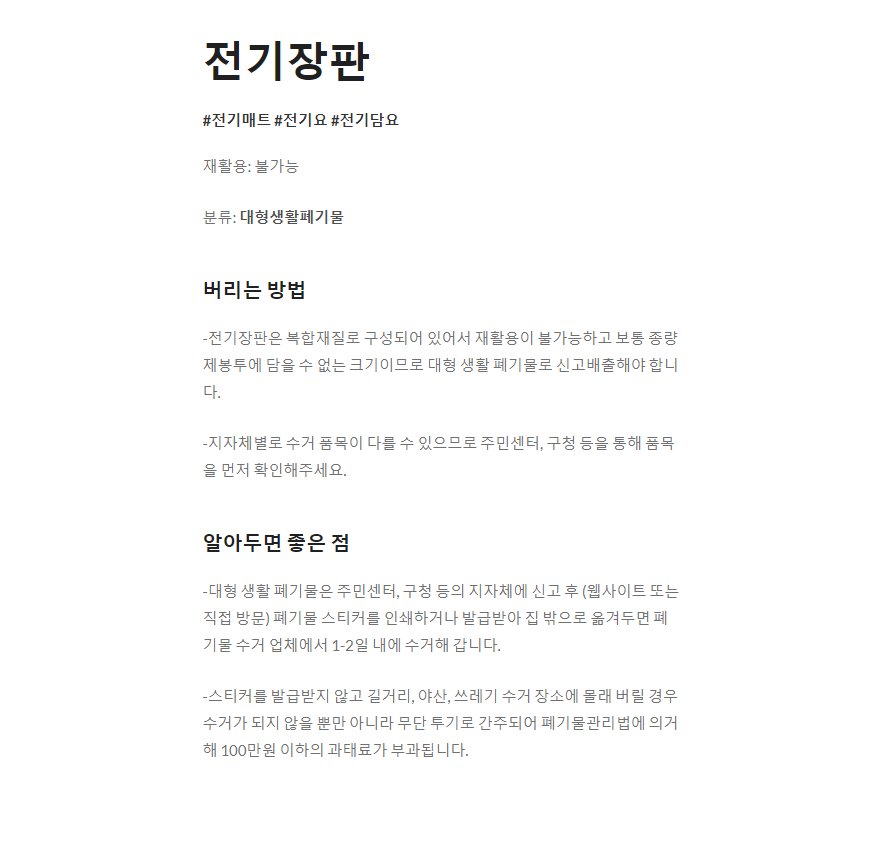 전기장판
#전기매트 #전기요 #전기담요
재활용: 불가능
분류: 대형생활폐기물
버리는 방법
-전기장판은 복합재질로 구성되어 있어서 재활용이 불가능하고 보통 종량
제봉투에 담을 수 없는 크기이므로 대형 생활 폐기물로 신고배출해야 합니
다.
-지자체별로 수거 품목이 다를 수 있으므로 주민센터, 구청 등을 통해 품목
을 먼저 확인해주세요.
알아두면 좋은 점
-대형 생활 폐기물은 주민센터, 구청 등의 지자체에 신고 후 (웹사이트 또는
직접 방문) 폐기물 스티커를 인쇄하거나 발급받아 집 밖으로 옮겨두면 폐
기물 수거 업체에서 1-2일 내에 수거해 갑니다.
-스티커를 발급받지 않고 길거리, 야산, 쓰레기 수거 장소에 몰래 버릴 경우
수거가 되지 않을 뿐만 아니라 무단 투기로 간주되어 폐기물관리법에 의거
해 100만원 이하의 과태료가 부과됩니다.